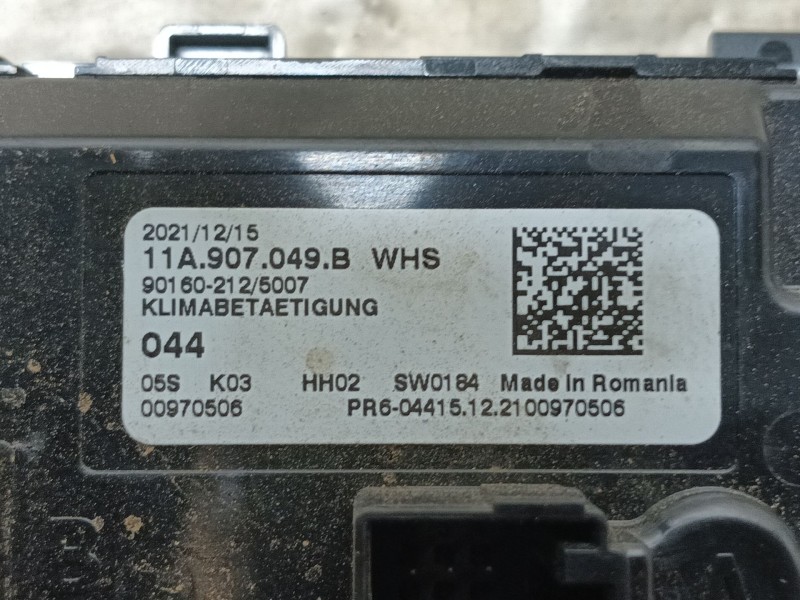 2021/12/15
11A.907.049.B WHS
90160-212/5007
KLIMABETAETIGUNG
044
05S K03 HH02 SW0184 Made in Romania
00970506 PR6-04415.12.2100970506